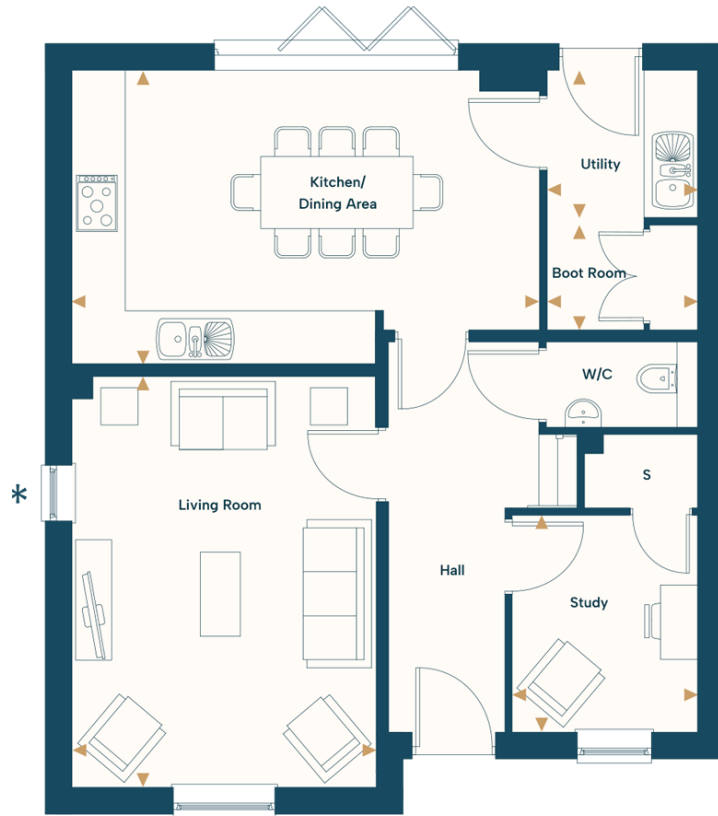 Kitchen/
Dining Area
Utility
Boot Room
W/C
S
*
Living Room
Hall
Study